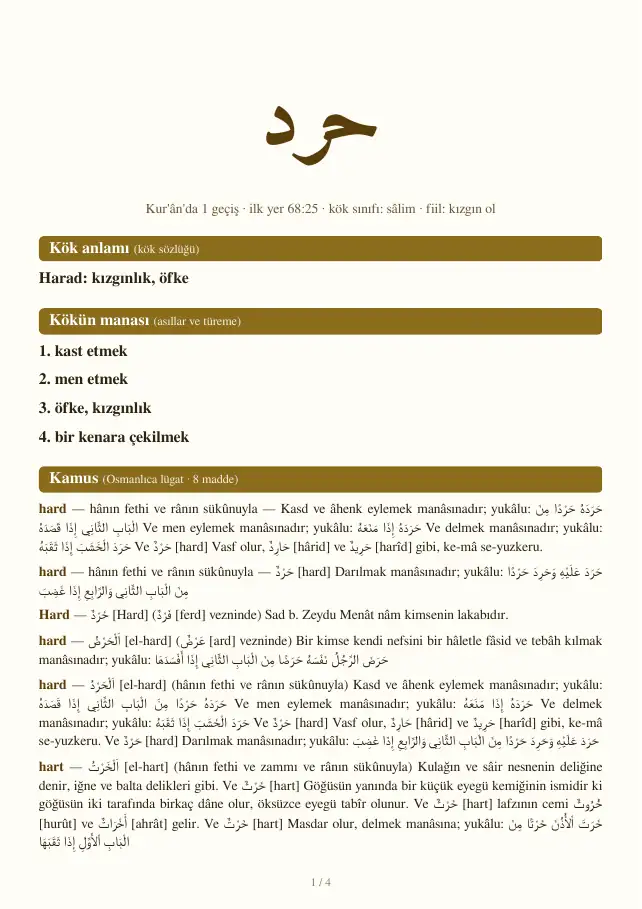 حرد
Kur'ân'da 1 geçiş · ilk yer 68:25 · kök sınıfı: sâlim · fiil: kızgın ol
Kök anlamı (kök sözlüğü)
Harad: kızgınlık, öfke
Kökün manası (asıllar ve türeme)
1. kast etmek
2. men etmek
3. öfke, kızgınlık
4. bir kenara çekilmek
Kamus (Osmanlıca lügat · 8 madde)
hard — hânın fethi ve rânın sükûnuyla — Kasd ve âhenk eylemek manâsınadır; yukâlu: حَرَدَهُ حَرْدًا مِنَ
الْبَابِ الثَّانِي إِذَا قَصَدَهُ Ve men eylemek manâsınadır; yukâlu: حَرَدَهُ إِذَا مَنَعَهُ Ve delmek manâsınadır; yukâlu:
حَرَدَ الْخَشَبَ إِذَا ثَقَبَهُ Ve حَرْدٌ [hard] Vasf olur, حَارِدٌ [hârid] ve حَرِيدٌ [harîd] gibi, ke-mâ se-yuzkeru.
hard — hânın fethi ve rânın sükûnuyla — حَرْدٌ [hard] Darılmak manâsınadır; yukâlu: حَرَدَ عَلَيْهِ وَحَرِدَ حَرْدًا
مِنَ الْبَابِ الثَّانِي وَالرَّابِعِ إِذَا غَضِبَ
Hard — حُرْدٌ [Hard] (فَرْدٌ [ferd] vezninde) Sad b. Zeydu Menât nâm kimsenin lakabıdır.
hard — اَلْحَرْضُ [el-hard] (عَرْضٌ [ard] vezninde) Bir kimse kendi nefsini bir hâletle fâsid ve tebâh kılmak
manâsınadır; yukâlu: حَرَضَ الرَّجُلُ نَفْسَهُ حَرْضًا مِنَ الْبَابِ الثَّانِي إِذَا أَفْسَدَهَا
hard — اَلْحَرْدُ [el-hard] (hânın fethi ve rânın sükûnuyla) Kasd ve âhenk eylemek manâsınadır; yukâlu:
حَرَدَهُ حَرْدًا مِنَ الْبَابِ الثَّانِي إِذَا قَصَدَهُ Ve men eylemek manâsınadır; yukâlu: حَرَدَهُ إِذَا مَنَعَهُ Ve delmek
manâsınadır; yukâlu: حَرَدَ الْخَشَبَ إِذَا ثَقَبَهُ Ve حَرْدٌ [hard] Vasf olur, حَارِدٌ [hârid] ve حَرِيدٌ [harîd] gibi, ke-mâ
se-yuzkeru. Ve حَرْدٌ [hard] Darılmak manâsınadır; yukâlu: حَرَدَ عَلَيْهِ وَحَرِدَ حَرْدًا مِنَ الْبَابِ الثَّانِي وَالرَّابِعِ إِذَا غَضِبَ
hart — اَلْخَرْتُ [el-hart] (hânın fethi ve zammı ve rânın sükûnuyla) Kulağın ve sâir nesnenin deliğine
denir, iğne ve balta delikleri gibi. Ve خَرْتٌ [hart] Göğüsün yanında bir küçük eyegü kemiğinin ismidir ki
göğüsün iki tarafında birkaç dâne olur, öksüzce eyegü tabîr olunur. Ve خَرْتٌ [hart] lafzının cemi خُرُوتٌ
[hurût] ve أَخْرَاتٌ [ahrât] gelir. Ve خَرْتٌ [hart] Masdar olur, delmek manâsına; yukâlu: خَرَتَ اَلْأُذُنَ خَرْتًا مِنَ
الْبَابِ اَلْأَوَّلِ إِذَا ثَقَبَهَا
1 / 4